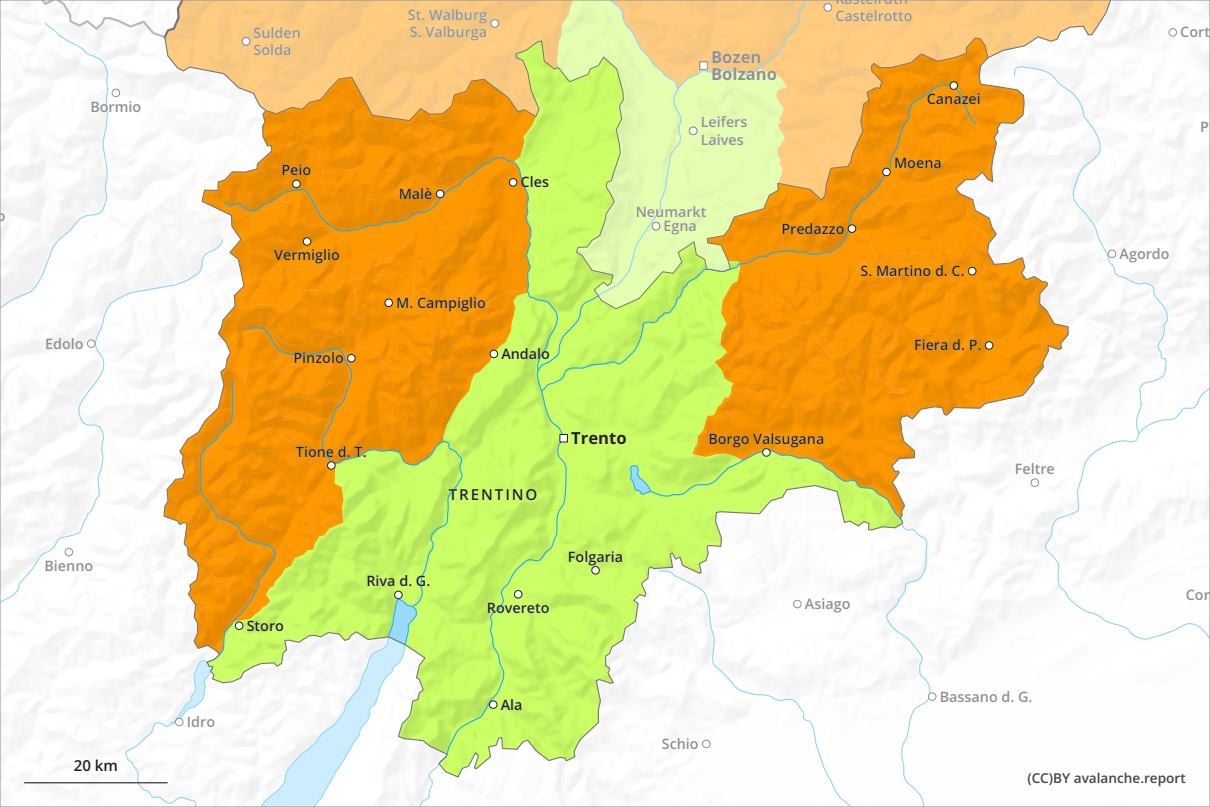 Kastelruth
Castelrotto
St. Walburg
S. Valburga
Sulden
Solda
Cort
Bozen
Bolzano
Bormio
Canazei
Leifers
Laives
P
Moena
Peio
Malè
Cles
Neumarkt
Egna
Predazzo
Vermiglio
Agordo
S. Martino d. C.
M. Campiglio
Edolo
Pinzolo
Andalo
Fiera d. P.
Trento
Borgo Valsugana
Tione d. T.
Feltre
TRENTINO
Bienno
Folgaria
Riva d. G.
Rovereto
Asiago
Cor
Storo
Idro
Ala
Bassano d. G.
Schio
20 km
(CC)BY avalanche.report